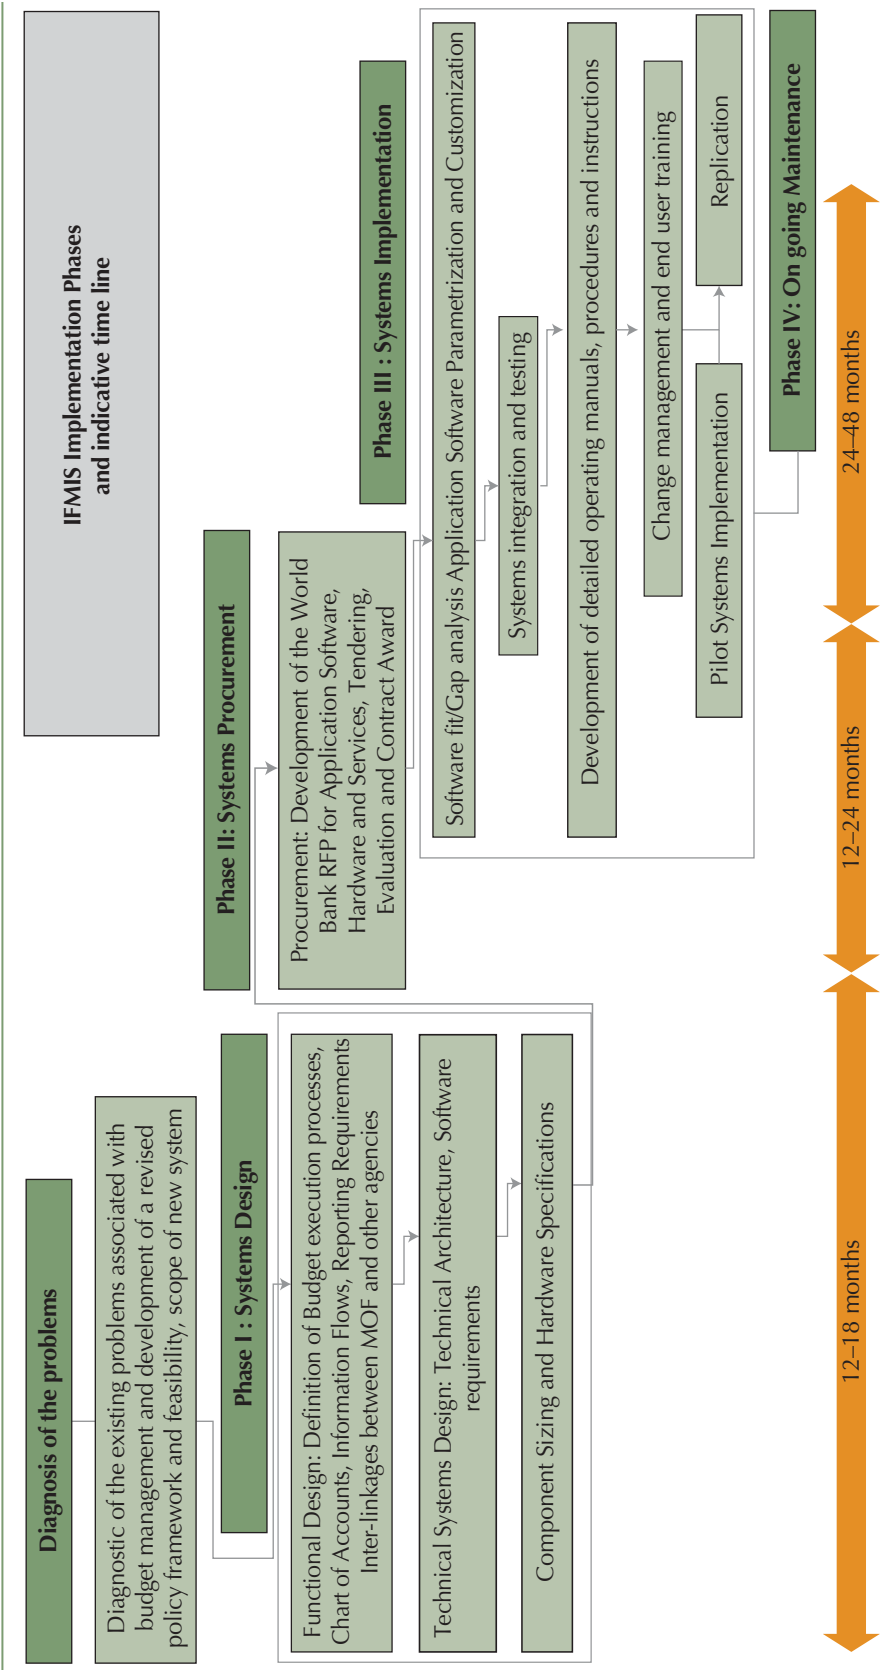 IFMIS Implementation Phases
and indicative time line
Diagnosis of the problems
Diagnostic of the existing problems associated with
budget management and development of a revised
policy framework and feasibility, scope of new system
Phase I : Systems Design
Functional Design: Definition of Budget execution processes,
Chart of Accounts, Information Flows, Reporting Requirements
Inter-linkages between MOF and other agencies
Technical Systems Design: Technical Architecture, Software
requirements
Component Sizing and Hardware Specifications
Phase II: Systems Procurement
Procurement: Development of the World
Bank RFP for Application Software,
Hardware and Services, Tendering,
Evaluation and Contract Award
Phase III : Systems Implementation
Software fit/Gap analysis Application Software Parametrization and Customization
Systems integration and testing
Development of detailed operating manuals, procedures and instructions
Change management and end user training
Pilot Systems Implementation
Replication
Phase IV: On going Maintenance
12–18 months
12–24 months
24–48 months